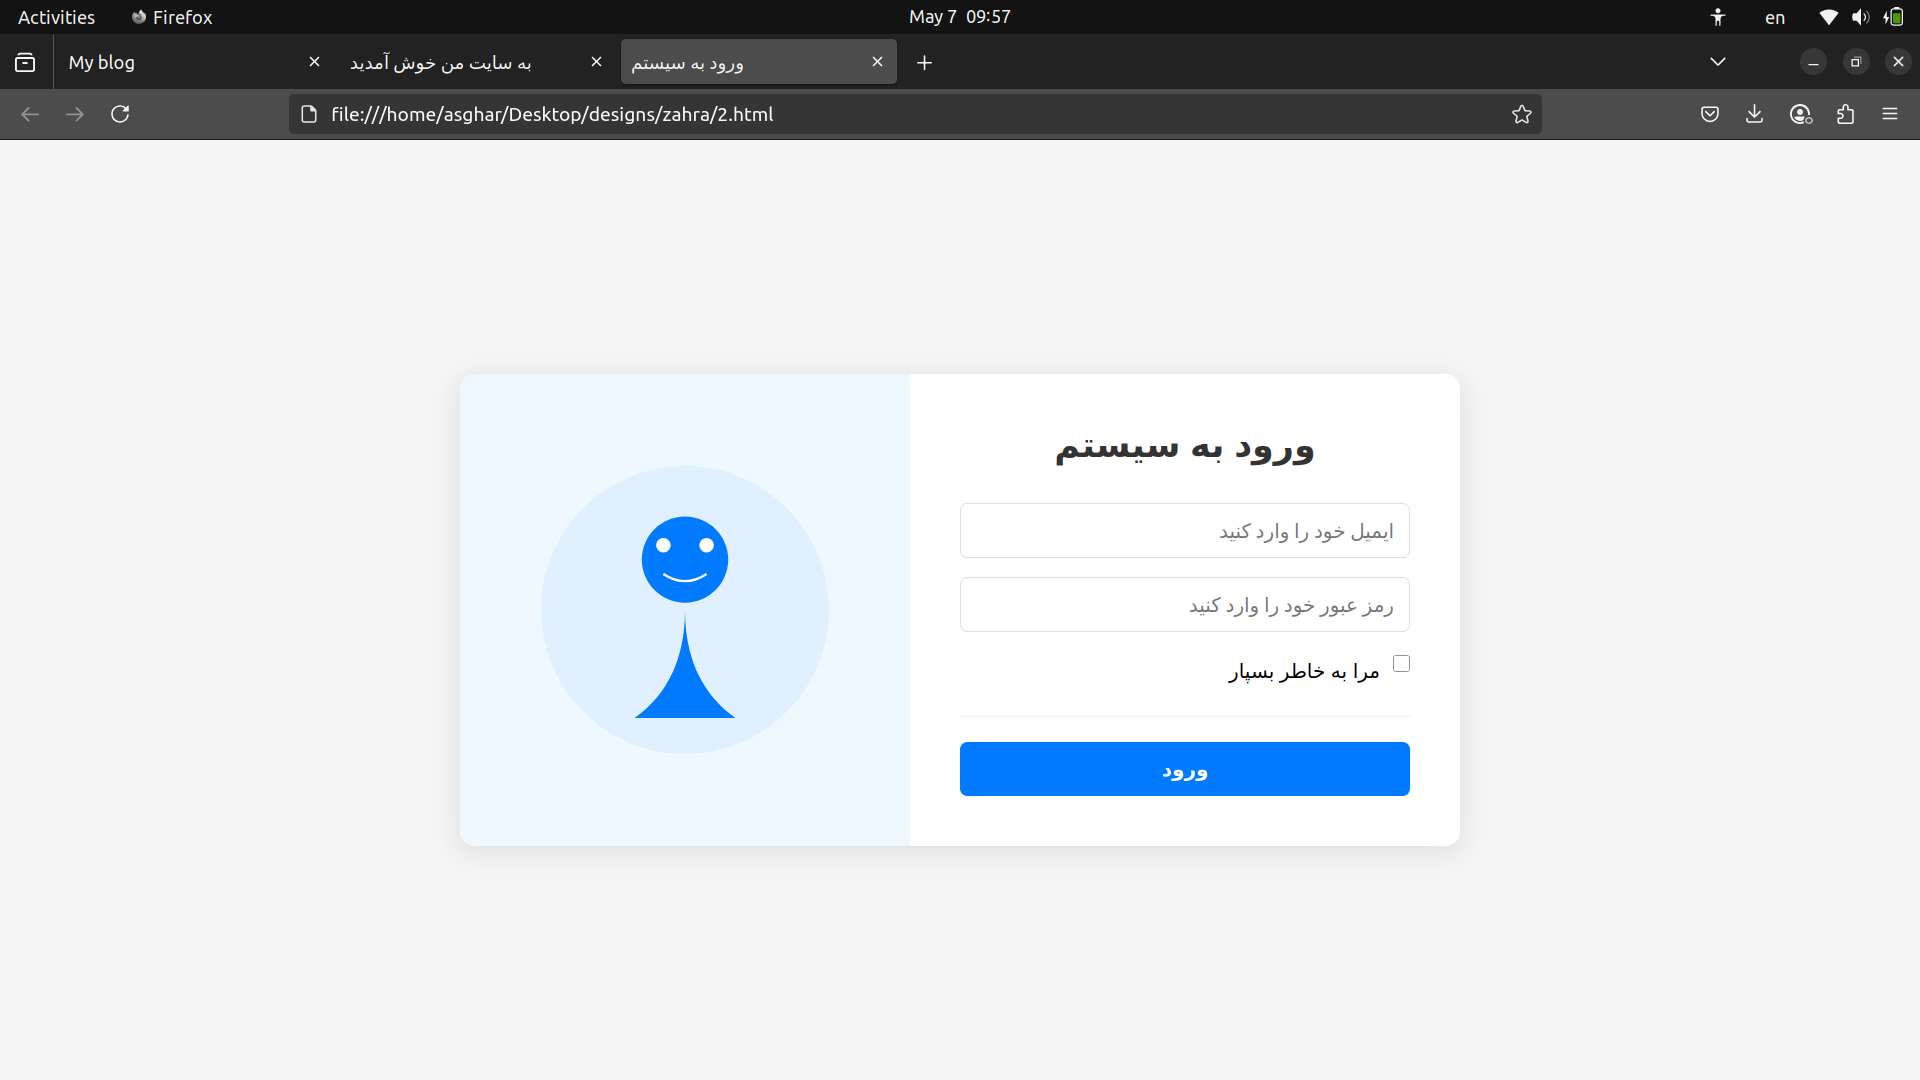 Activities Firefox May 7 09:57 en
My blog به سایت من خوش آمدید ورود به سیستم
file:///home/asghar/Desktop/designs/zahra/2.html
ورود به سیستم
ایمیل خود را وارد کنید
رمز عبور خود را وارد کنید
مرا به خاطر بسپار
ورود